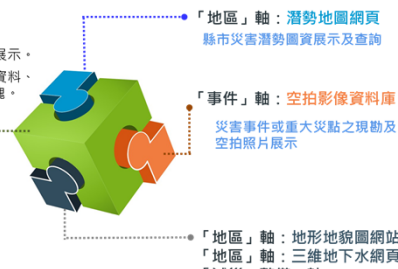 「地區」軸：潛勢地圖網頁
縣市災害潛勢圖資展示及查詢
展示。
資料、
「事件」軸：空拍影像資料庫
災害事件或重大災點之現勘及
空拍照片展示
「地區」軸：地形地貌圖網站
「地區」軸：三維地下水網頁